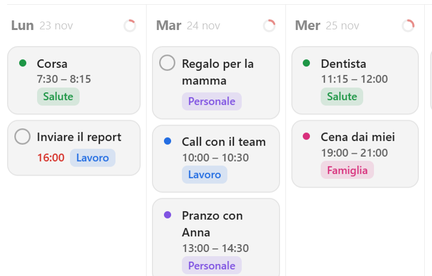 Lun 23 nov
Corsa
7:30 – 8:15
Salute
Inviare il report
16:00 Lavoro
Mar 24 nov
Regalo per la
mamma
Personale
Call con il team
10:00 – 10:30
Lavoro
Pranzo con
Anna
13:00 – 14:30
Personale
Mer 25 nov
Dentista
11:15 – 12:00
Salute
Cena dai miei
19:00 – 21:00
Famiglia